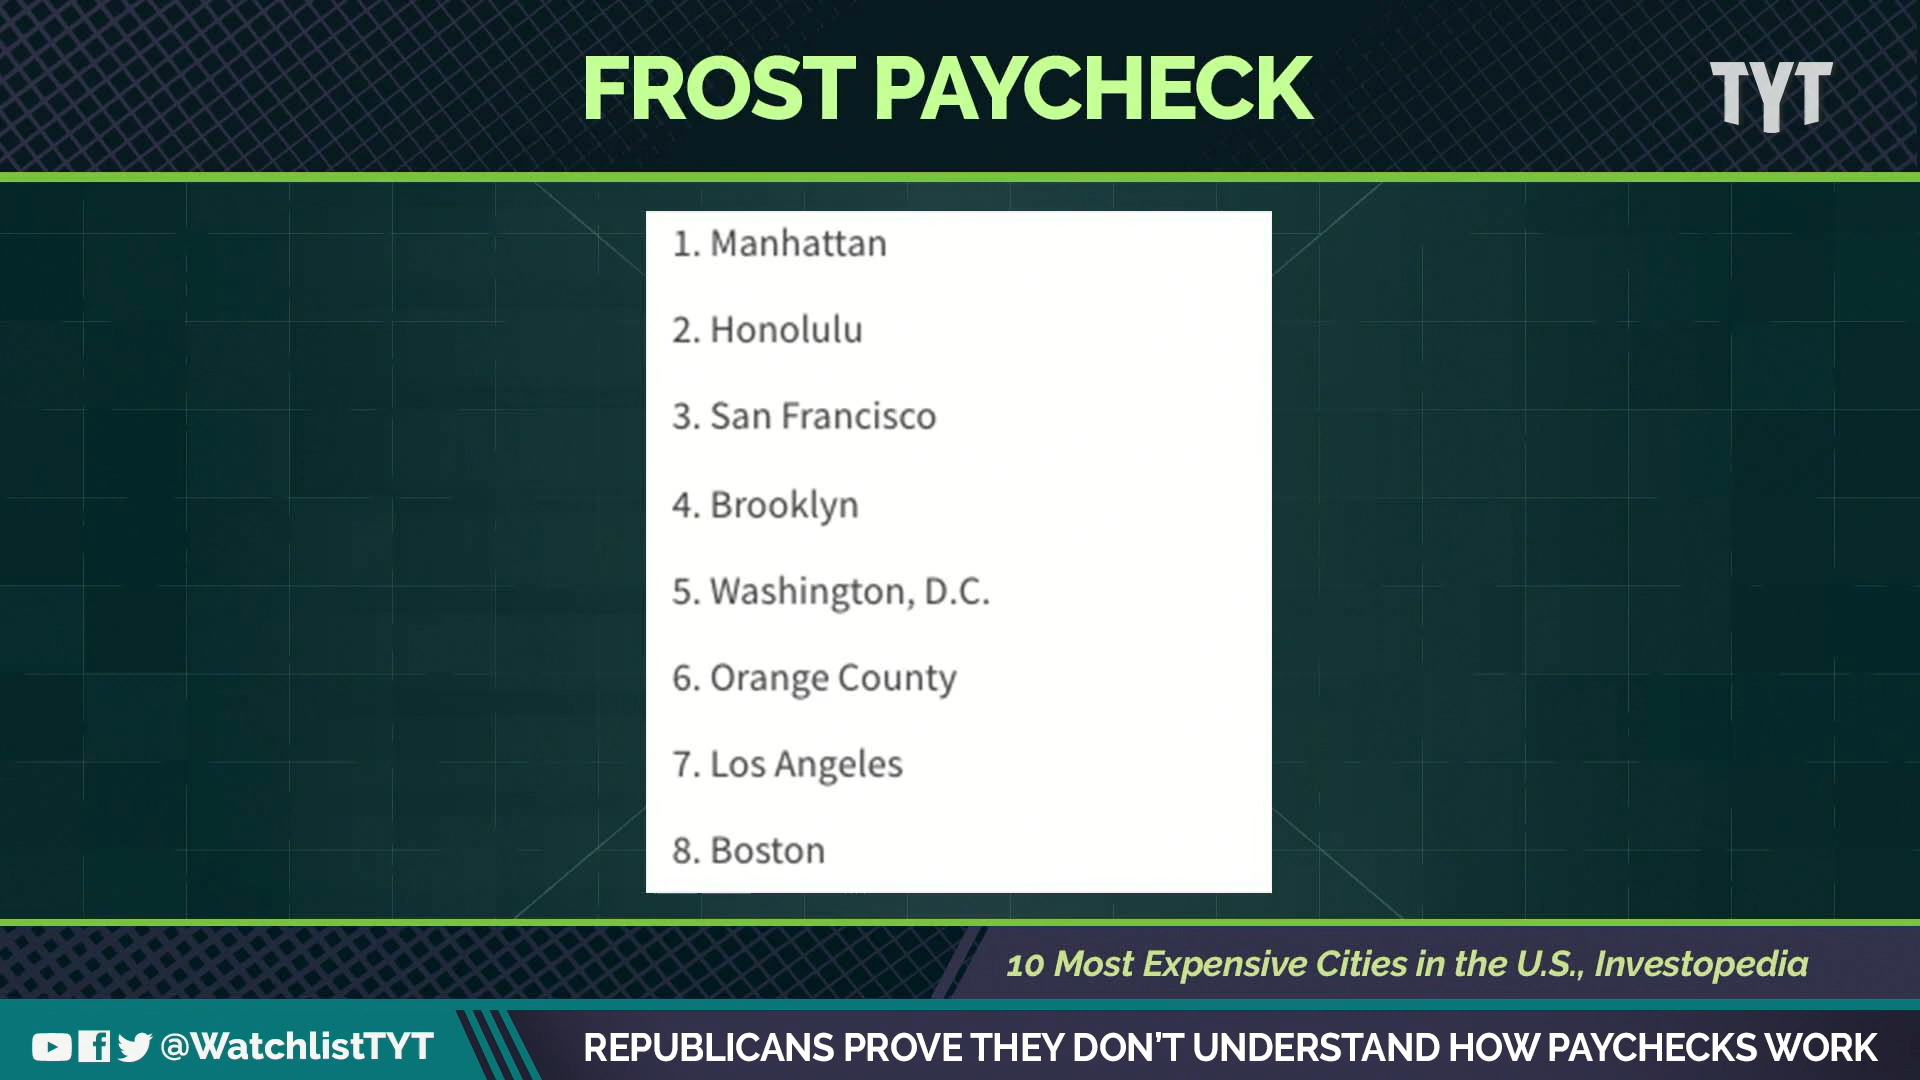 FROST PAYCHECK
TYT
1. Manhattan
2. Honolulu
3. San Francisco
4. Brooklyn
5. Washington, D.C.
6. Orange County
7. Los Angeles
8. Boston
10 Most Expensive Cities in the U.S., Investopedia
@WatchlistTYT
REPUBLICANS PROVE THEY DON'T UNDERSTAND HOW PAYCHECKS WORK